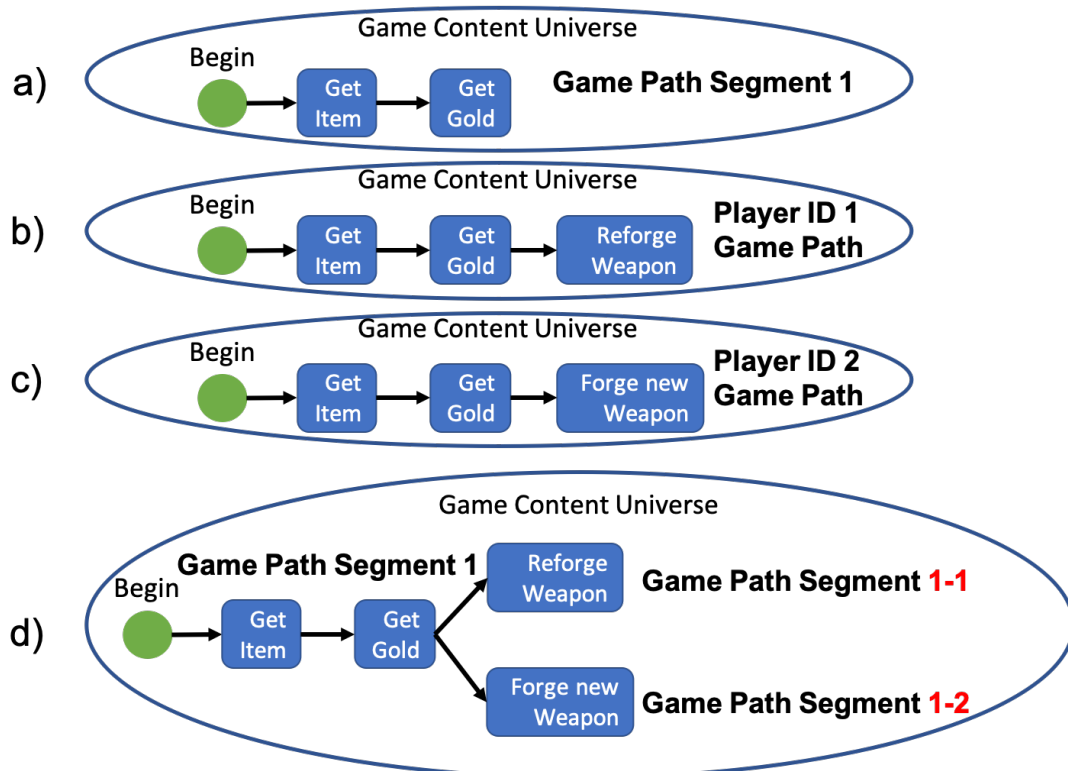 Game Content Universe
a)
Begin
Get
Item
Get
Gold
Game Path Segment 1
Game Content Universe
b)
Begin
Get
Item
Get
Gold
Reforge
Weapon
Player ID 1
Game Path
Game Content Universe
c)
Begin
Get
Item
Get
Gold
Forge new
Weapon
Player ID 2
Game Path
Game Content Universe
d)
Game Path Segment 1
Begin
Get
Item
Get
Gold
Reforge
Weapon
Game Path Segment 1-1
Forge new
Weapon
Game Path Segment 1-2